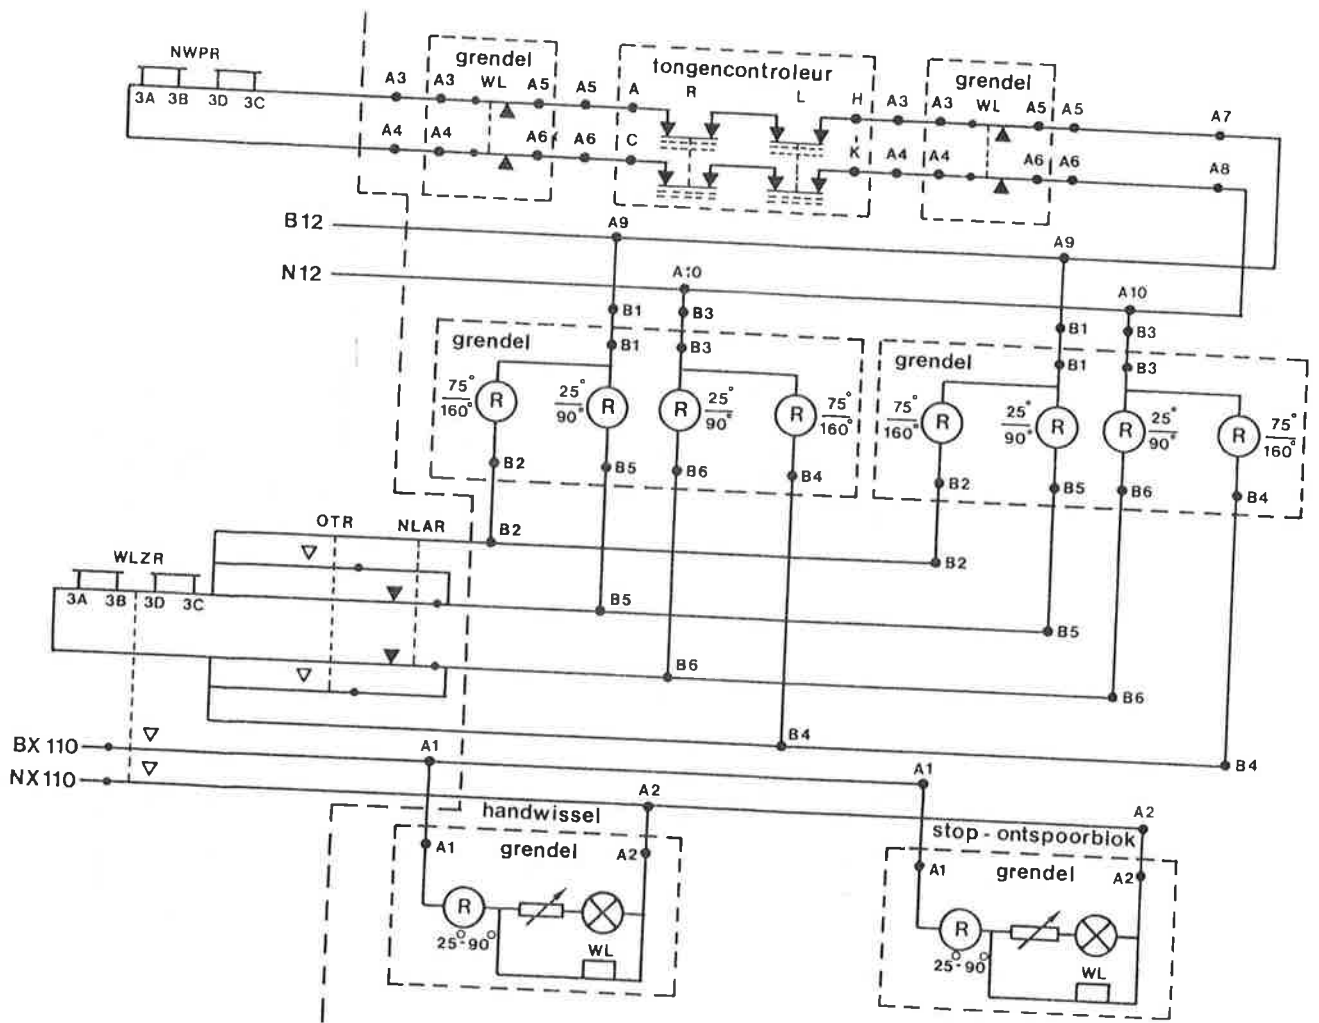 NWPR
3A 3B 3D 3C
A3 A3 grendel WL A5 A5 A tongencontroleur R L H A3 A3 grendel WL A5 A5 A7
A4 A4 A6 A6 C K A4 A4 A6 A6 A8
B12 A9 A9
N12 A10 A10
B1 B3 B1 B3
grendel B1 B3 grendel B1 B3
75°/160° R 25°/90° R R 25°/90° R 75°/160° 75°/160° R 25°/90° R R 25°/90° R 75°/160°
B2 B5 B6 B4 B2 B5 B6 B4
OTR NLAR B2
WLZR B2
3A 3B 3D 3C B5 B5
B6 B6
B4 B4
BX 110 A1 A1
NX 110 A2 A2
handwissel stop - ontspoorblok
A1 grendel A2 A1 grendel A2
R R
25°-90° 25°-90°
WL WL